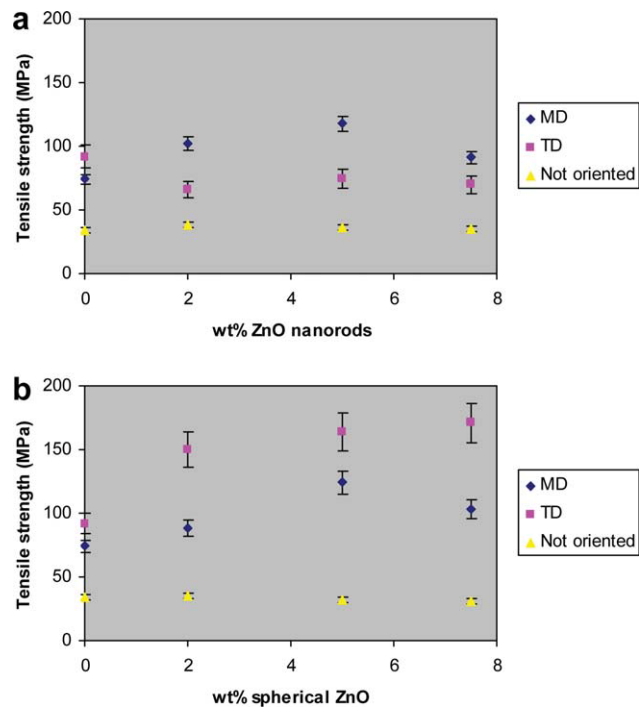 a
200
150
100
50
0
Tensile strength (MPa)
0 2 4 6 8
wt% ZnO nanorods
MD
TD
Not oriented
b
200
150
100
50
0
Tensile strength (MPa)
0 2 4 6 8
wt% spherical ZnO
MD
TD
Not oriented